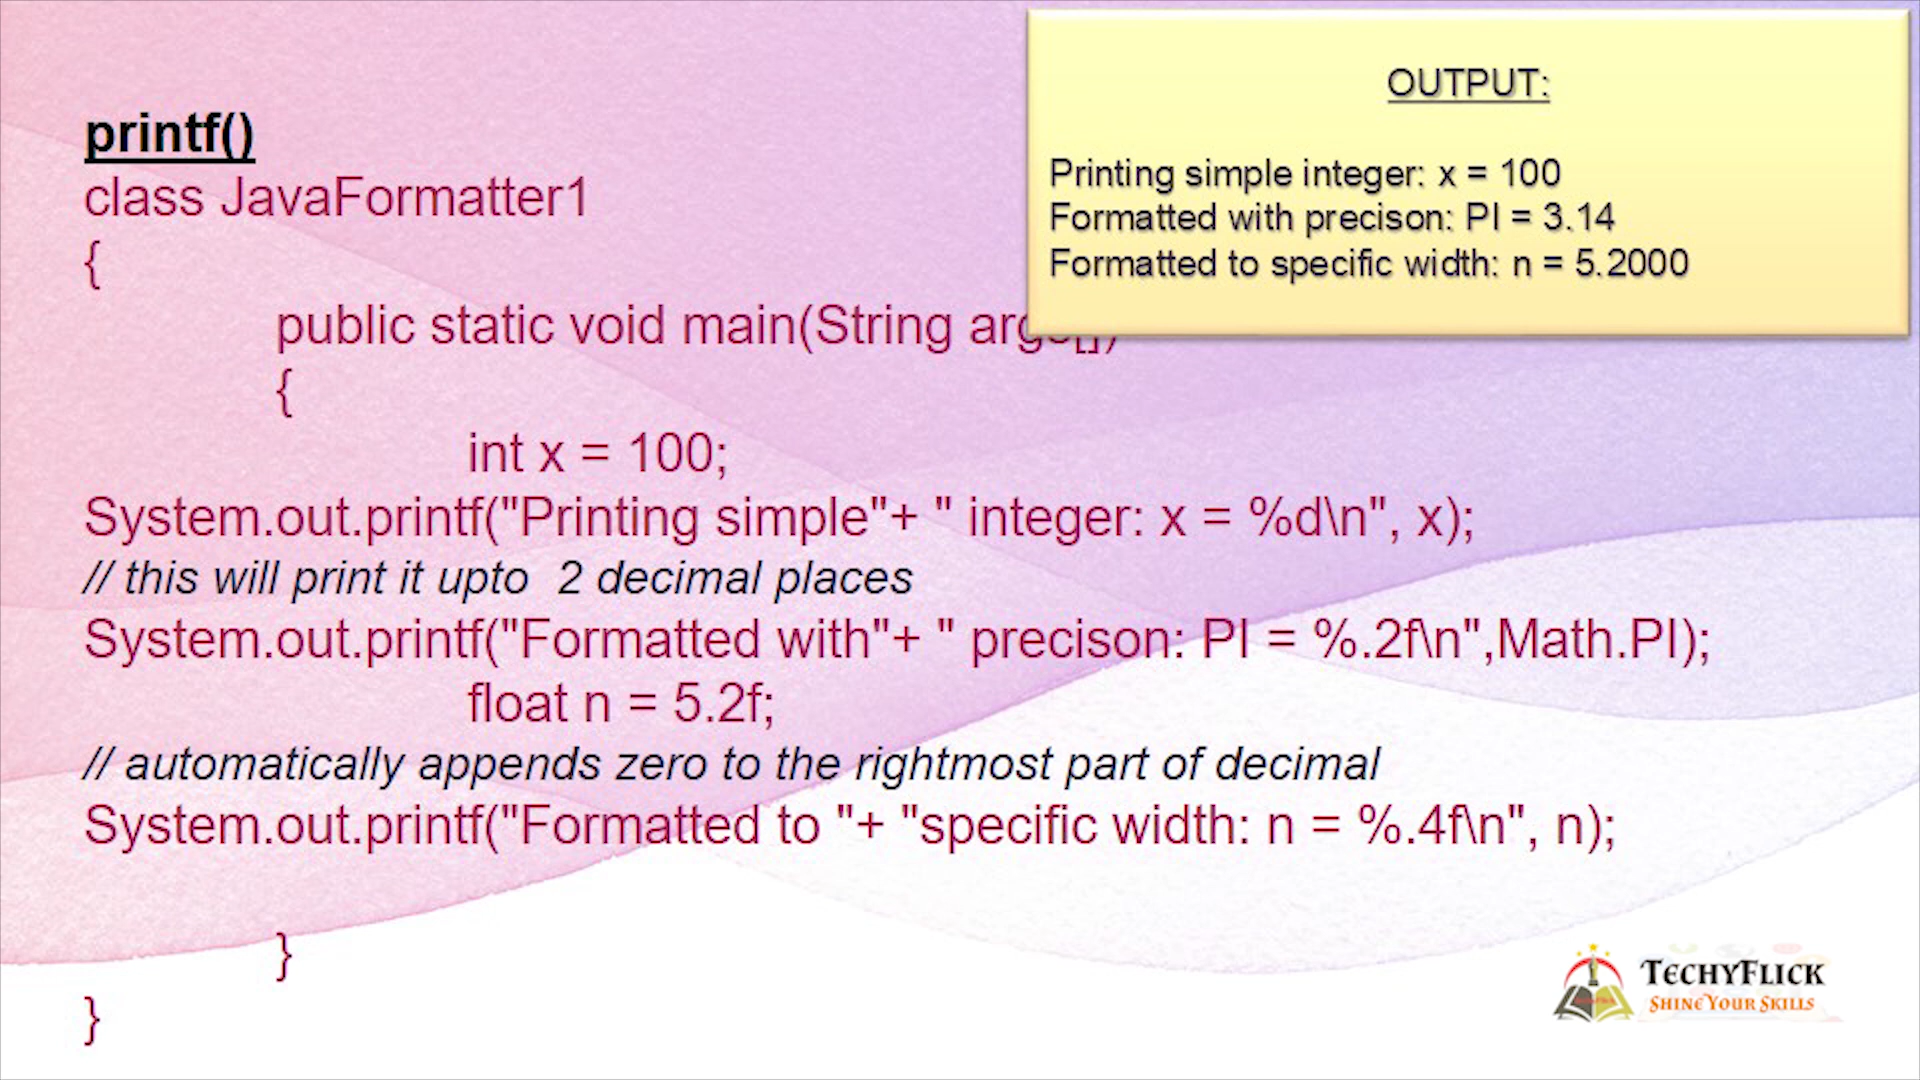 printf()
class JavaFormatter1
{
public static void main(String args[])
{
int x = 100;
System.out.printf("Printing simple"+ " integer: x = %d\n", x);
// this will print it upto  2 decimal places
System.out.printf("Formatted with"+ " precison: PI = %.2f\n",Math.PI);
float n = 5.2f;
// automatically appends zero to the rightmost part of decimal
System.out.printf("Formatted to "+ "specific width: n = %.4f\n", n);
}
}
OUTPUT:
Printing simple integer: x = 100
Formatted with precison: PI = 3.14
Formatted to specific width: n = 5.2000
TECHYFLICK
SHINE YOUR SKILLS